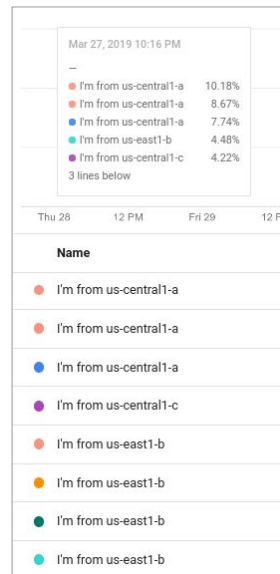 Mar 27, 2019 10:16 PM
–
I'm from us-central1-a 10.18%
I'm from us-central1-a 8.67%
I'm from us-central1-a 7.74%
I'm from us-east1-b 4.48%
I'm from us-central1-c 4.22%
3 lines below
Thu 28 12 PM Fri 29 12 P
Name
I'm from us-central1-a
I'm from us-central1-a
I'm from us-central1-a
I'm from us-central1-c
I'm from us-east1-b
I'm from us-east1-b
I'm from us-east1-b
I'm from us-east1-b